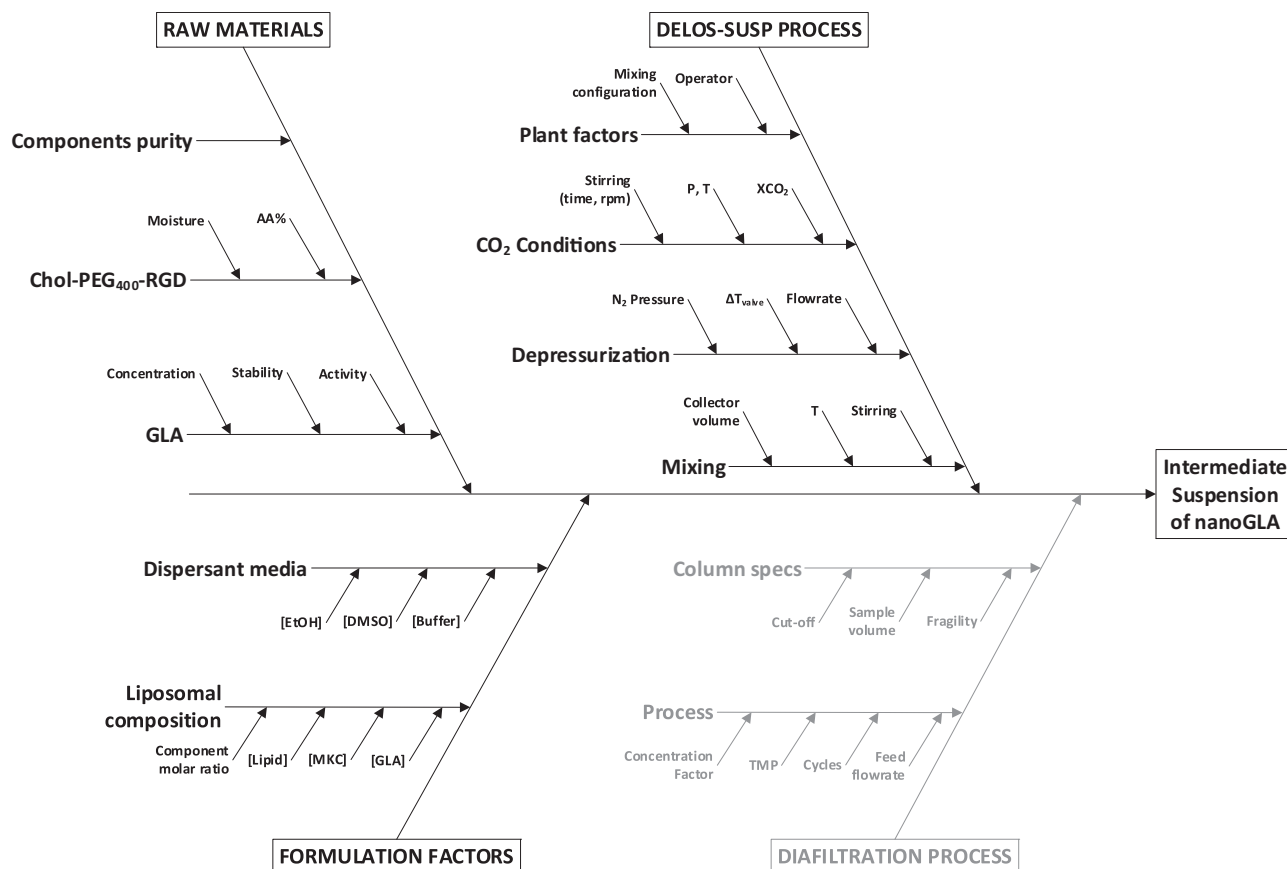 RAW MATERIALS
Components purity
Moisture
AA%
Chol-PEG₄₀₀-RGD
Concentration
Stability
Activity
GLA
DELOS-SUSP PROCESS
Mixing
configuration
Operator
Plant factors
Stirring
(time, rpm)
P, T
XCO₂
CO₂ Conditions
N₂ Pressure
ΔTvalve
Flowrate
Depressurization
Collector
volume
T
Stirring
Mixing
Intermediate
Suspension
of nanoGLA
Dispersant media
[EtOH]
[DMSO]
[Buffer]
Liposomal
composition
Component
molar ratio
[Lipid]
[MKC]
[GLA]
FORMULATION FACTORS
Column specs
Cut-off
Sample
volume
Fragility
Process
Concentration
Factor
TMP
Cycles
Feed
flowrate
DIAFILTRATION PROCESS